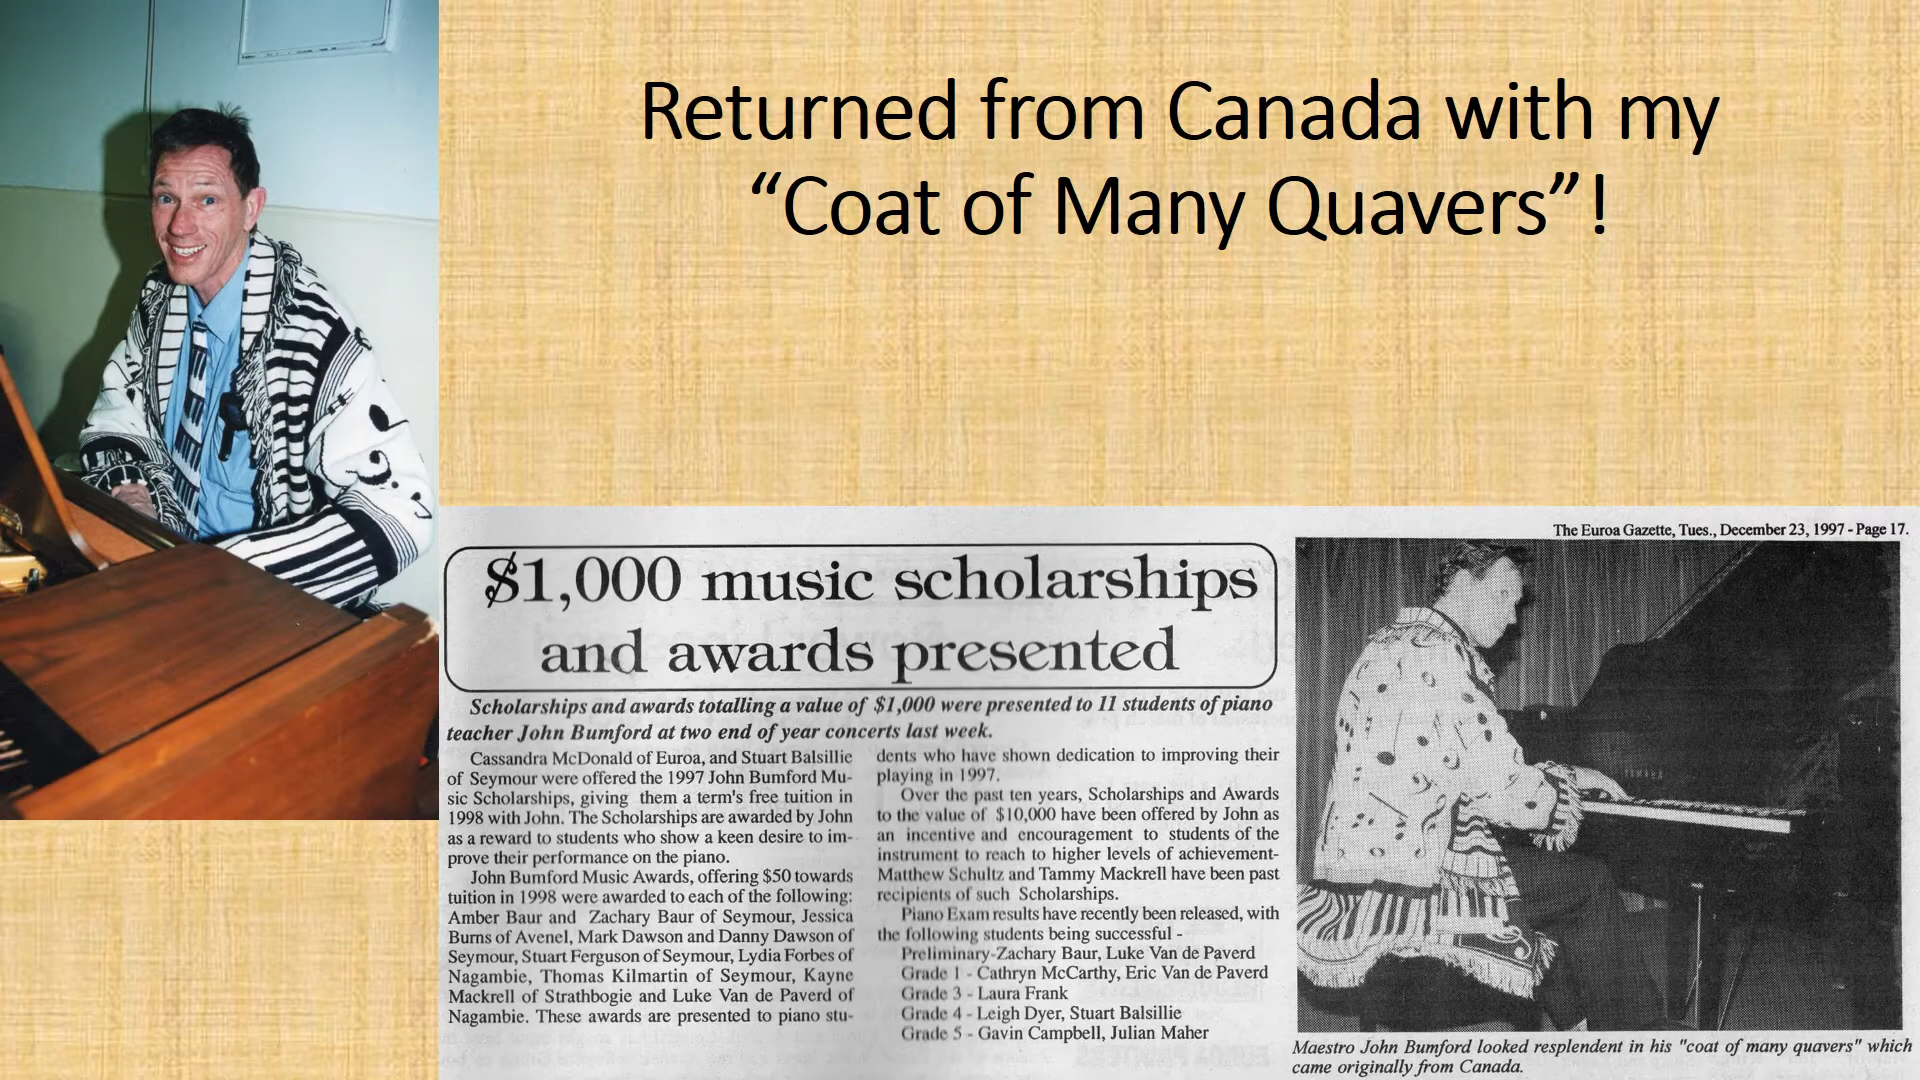 Returned from Canada with my
“Coat of Many Quavers”!
The Euroa Gazette, Tues., December 23, 1997 - Page 17.
$1,000 music scholarships
and awards presented
Scholarships and awards totalling a value of $1,000 were presented to 11 students of piano
teacher John Bumford at two end of year concerts last week.
Cassandra McDonald of Euroa, and Stuart Balsillie
of Seymour were offered the 1997 John Bumford Mu-
sic Scholarships, giving them a term's free tuition in
1998 with John. The Scholarships are awarded by John
as a reward to students who show a keen desire to im-
prove their performance on the piano.
John Bumford Music Awards, offering $50 towards
tuition in 1998 were awarded to each of the following:
Amber Baur and Zachary Baur of Seymour, Jessica
Burns of Avenel, Mark Dawson and Danny Dawson of
Seymour, Stuart Ferguson of Seymour, Lydia Forbes of
Nagambie, Thomas Kilmartin of Seymour, Kayne
Mackrell of Strathbogie and Luke Van de Paverd of
Nagambie. These awards are presented to piano stu-
dents who have shown dedication to improving their
playing in 1997.
Over the past ten years, Scholarships and Awards
to the value of $10,000 have been offered by John as
an incentive and encouragement to students of the
instrument to reach to higher levels of achievement-
Matthew Schultz and Tammy Mackrell have been past
recipients of such Scholarships.
Piano Exam results have recently been released, with
the following students being successful -
Preliminary-Zachary Baur, Luke Van de Paverd
Grade 1 - Cathryn McCarthy, Eric Van de Paverd
Grade 3 - Laura Frank
Grade 4 - Leigh Dyer, Stuart Balsillie
Grade 5 - Gavin Campbell, Julian Maher
Maestro John Bumford looked resplendent in his "coat of many quavers" which
came originally from Canada.